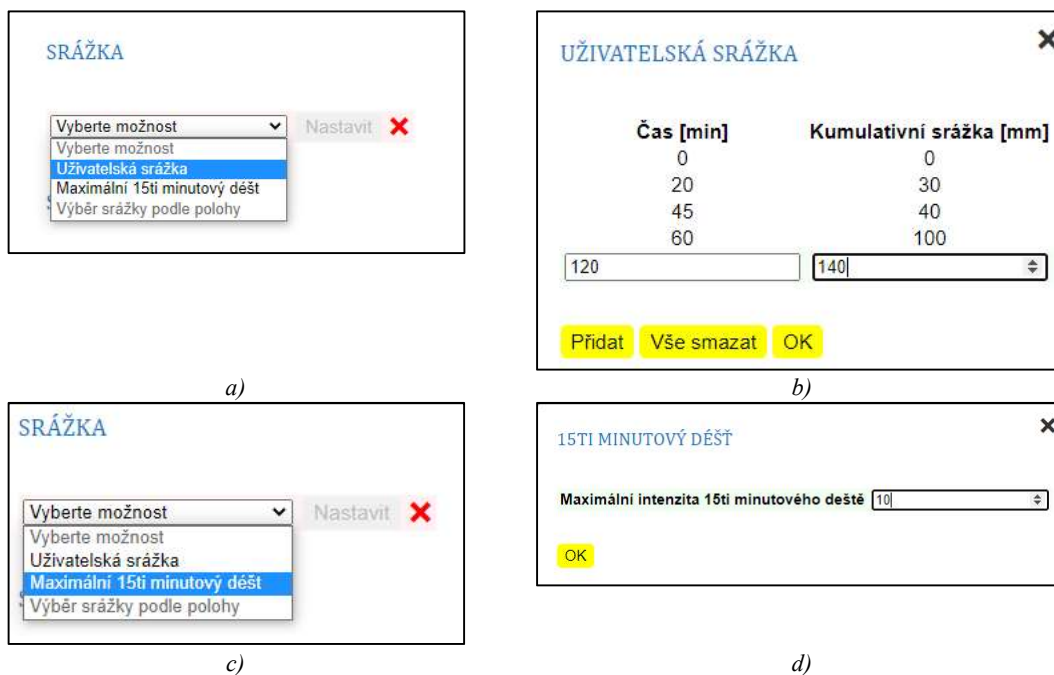 SRÁŽKA
Vyberte možnost Nastavit
Vyberte možnost
Uživatelská srážka
Maximální 15ti minutový déšt
Výběr srážky podle polohy
a)
UŽIVATELSKÁ SRÁŽKA
Čas [min] Kumulativní srážka [mm]
0 0
20 30
45 40
60 100
120 140
Přidat Vše smazat OK
b)
SRÁŽKA
Vyberte možnost Nastavit
Vyberte možnost
Uživatelská srážka
Maximální 15ti minutový déšt
Výběr srážky podle polohy
c)
15TI MINUTOVÝ DÉŠŤ
Maximální intenzita 15ti minutového deště 10
OK
d)